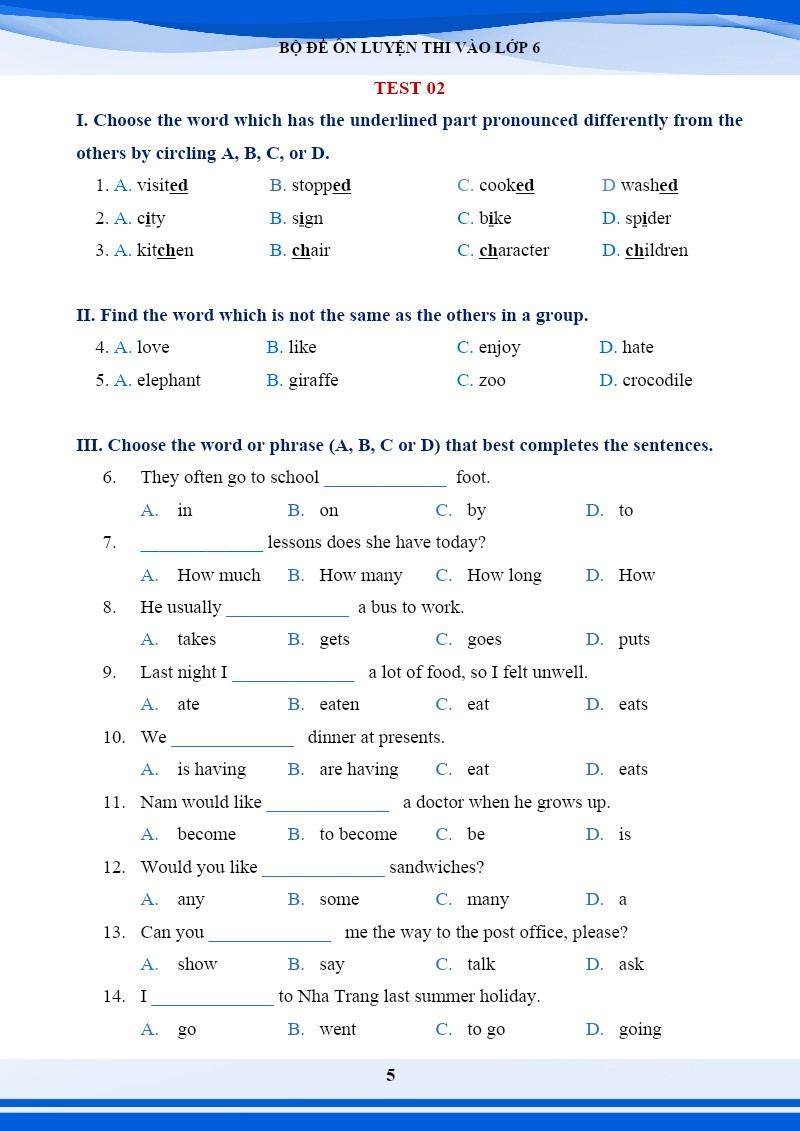 BỘ ĐỀ ÔN LUYỆN THI VÀO LỚP 6
TEST 02
I. Choose the word which has the underlined part pronounced differently from the
others by circling A, B, C, or D.
1. A. visited B. stopped C. cooked D washed
2. A. city B. sign C. bike D. spider
3. A. kitchen B. chair C. character D. children
II. Find the word which is not the same as the others in a group.
4. A. love B. like C. enjoy D. hate
5. A. elephant B. giraffe C. zoo D. crocodile
III. Choose the word or phrase (A, B, C or D) that best completes the sentences.
6. They often go to school _____________ foot.
A. in B. on C. by D. to
7. _____________ lessons does she have today?
A. How much B. How many C. How long D. How
8. He usually _____________ a bus to work.
A. takes B. gets C. goes D. puts
9. Last night I _____________ a lot of food, so I felt unwell.
A. ate B. eaten C. eat D. eats
10. We _____________ dinner at presents.
A. is having B. are having C. eat D. eats
11. Nam would like _____________ a doctor when he grows up.
A. become B. to become C. be D. is
12. Would you like _____________ sandwiches?
A. any B. some C. many D. a
13. Can you _____________ me the way to the post office, please?
A. show B. say C. talk D. ask
14. I _____________ to Nha Trang last summer holiday.
A. go B. went C. to go D. going
5